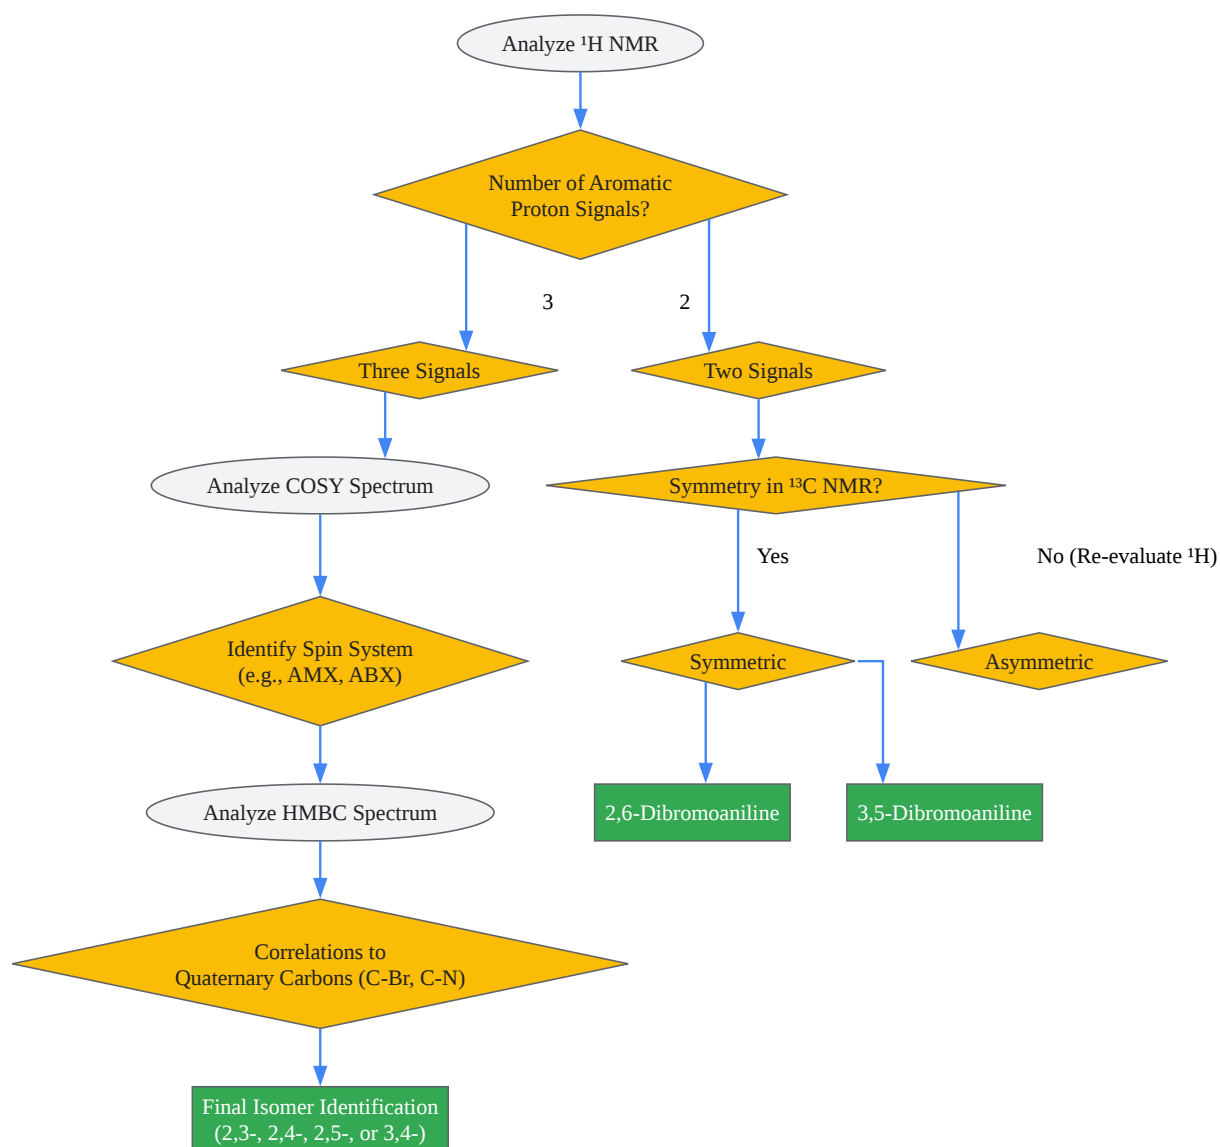 Analyze ¹H NMR
Number of Aromatic
Proton Signals?
3
2
Three Signals
Two Signals
Analyze COSY Spectrum
Symmetry in ¹³C NMR?
Yes
No (Re-evaluate ¹H)
Identify Spin System
(e.g., AMX, ABX)
Symmetric
Asymmetric
Analyze HMBC Spectrum
2,6-Dibromoaniline
3,5-Dibromoaniline
Correlations to
Quaternary Carbons (C-Br, C-N)
Final Isomer Identification
(2,3-, 2,4-, 2,5-, or 3,4-)